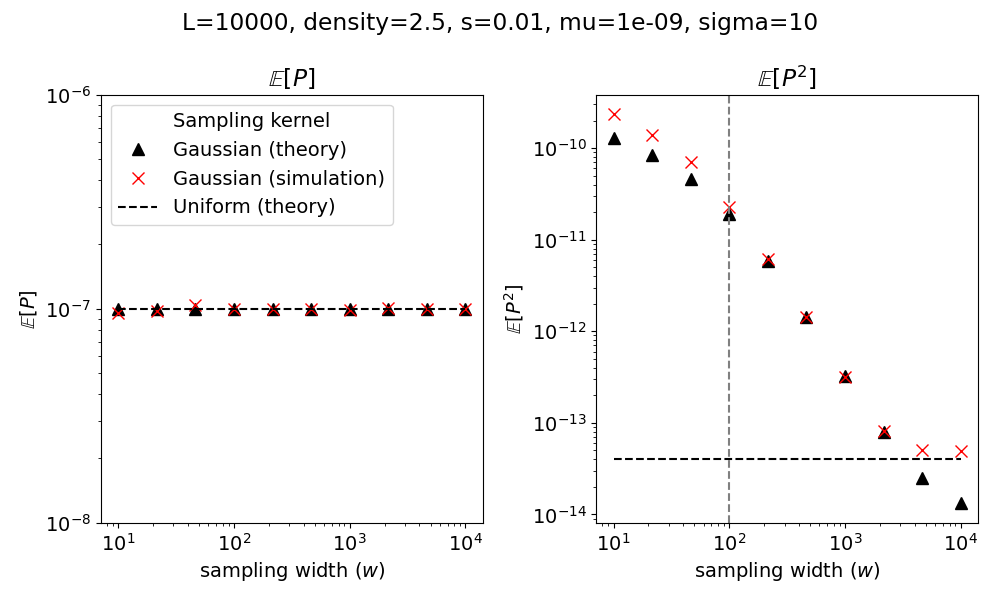 L=10000, density=2.5, s=0.01, mu=1e-09, sigma=10
𝔼[P]
𝔼[P]
10⁻⁶
10⁻⁷
10⁻⁸
Sampling kernel
Gaussian (theory)
Gaussian (simulation)
Uniform (theory)
10¹ 10² 10³ 10⁴
sampling width (w)
𝔼[P²]
𝔼[P²]
10⁻¹⁰
10⁻¹¹
10⁻¹²
10⁻¹³
10⁻¹⁴
10¹ 10² 10³ 10⁴
sampling width (w)